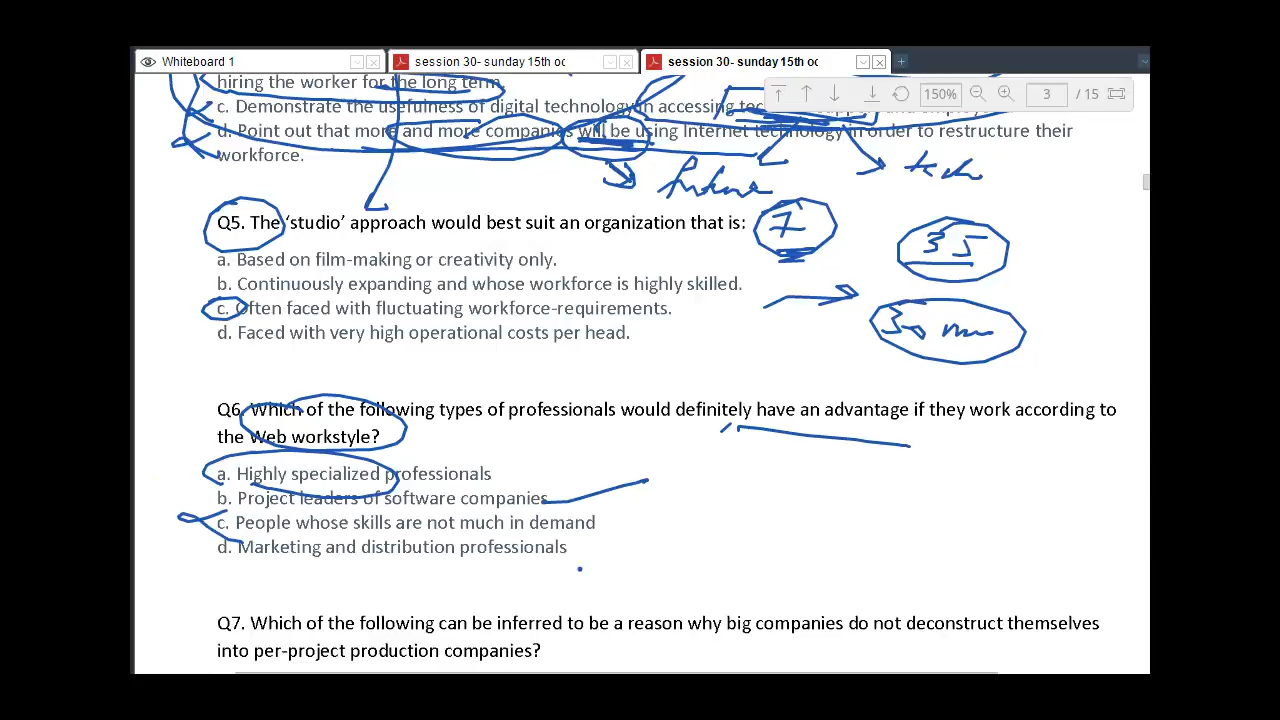 Whiteboard 1
session 30- sunday 15th oc
session 30- sunday 15th oc
150%
3
/ 15
hiring the worker for the long term.
c. Demonstrate the usefulness of digital technology in accessing
d. Point out that more and more companies will be using Internet technology in order to restructure their
workforce.
future
tech
Q5. The ‘studio’ approach would best suit an organization that is:
7
35
a. Based on film-making or creativity only.
b. Continuously expanding and whose workforce is highly skilled.
c. Often faced with fluctuating workforce-requirements.
d. Faced with very high operational costs per head.
30
Q6. Which of the following types of professionals would definitely have an advantage if they work according to
the Web workstyle?
a. Highly specialized professionals
b. Project leaders of software companies
c. People whose skills are not much in demand
d. Marketing and distribution professionals
Q7. Which of the following can be inferred to be a reason why big companies do not deconstruct themselves
into per-project production companies?